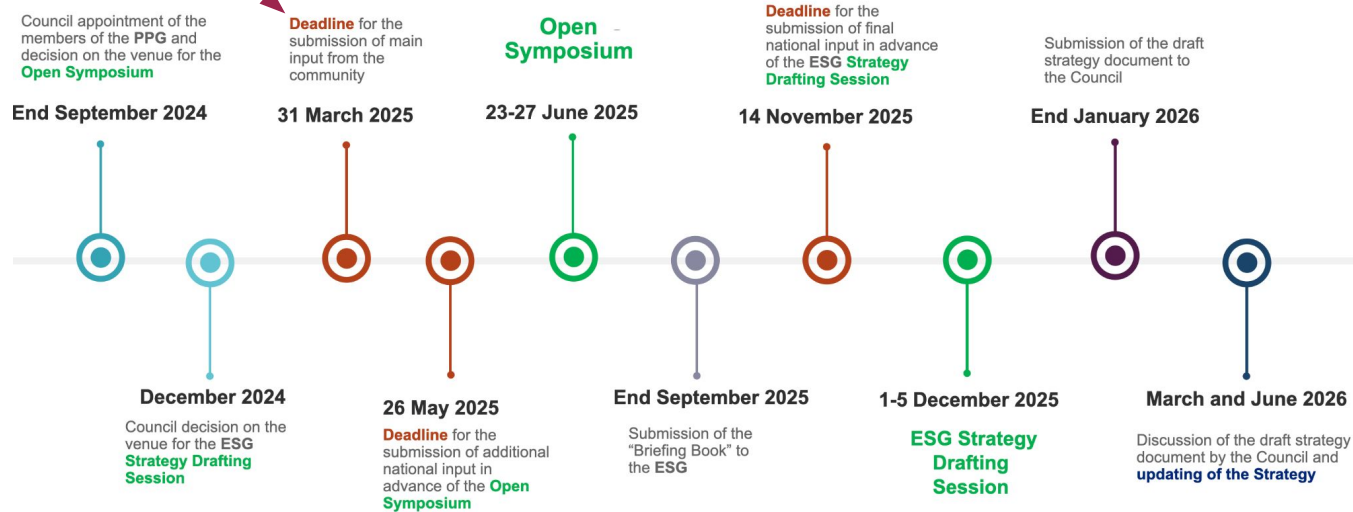 Council appointment of the
members of the PPG and
decision on the venue for the
Open Symposium
End September 2024
December 2024
Council decision on the
venue for the ESG
Strategy Drafting
Session
Deadline for the
submission of main
input from the
community
31 March 2025
26 May 2025
Deadline for the
submission of additional
national input in
advance of the Open
Symposium
Open
Symposium
23-27 June 2025
End September 2025
Submission of the
“Briefing Book” to
the ESG
Deadline for the
submission of final
national input in advance
of the ESG Strategy
Drafting Session
14 November 2025
1-5 December 2025
ESG Strategy
Drafting
Session
Submission of the draft
strategy document to
the Council
End January 2026
March and June 2026
Discussion of the draft strategy
document by the Council and
updating of the Strategy